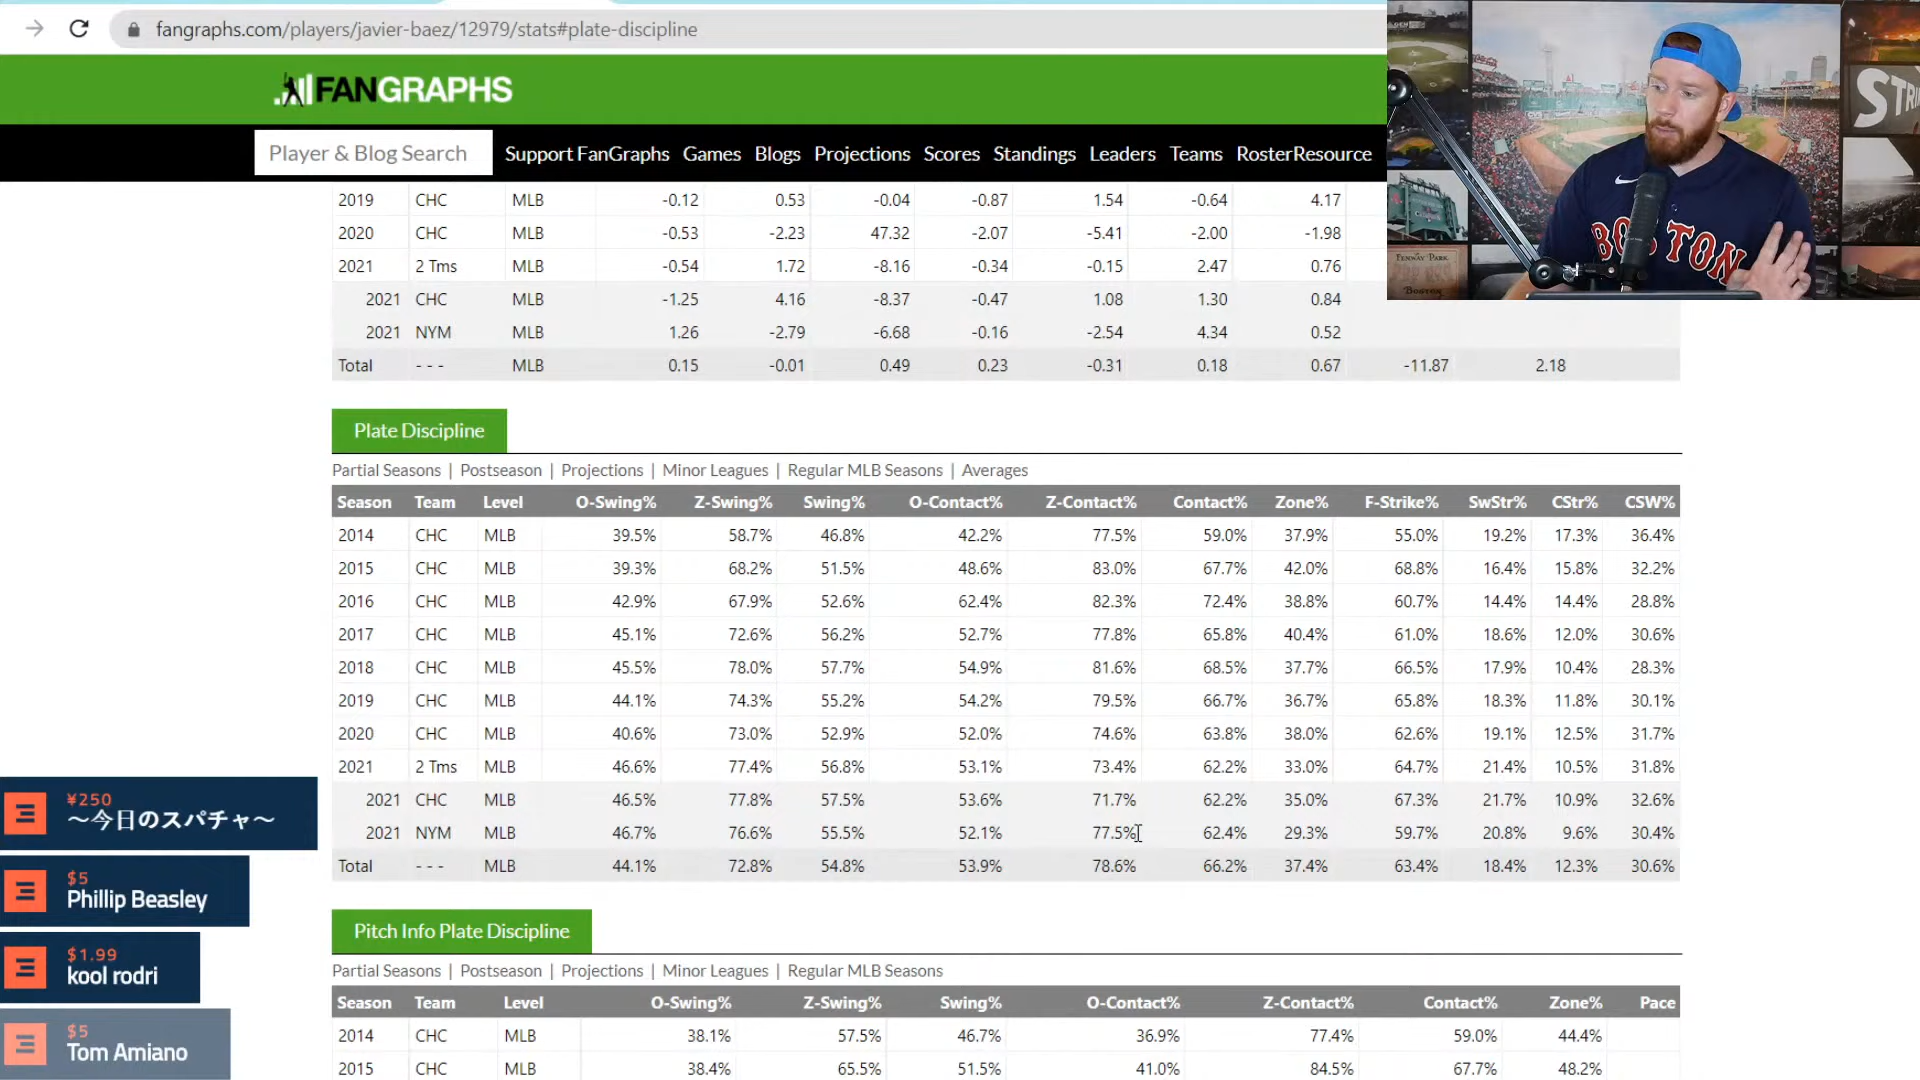 fangraphs.com/players/javier-baez/12979/stats#plate-discipline
FANGRAPHS
Player & Blog Search Support FanGraphs Games Blogs Projections Scores Standings Leaders Teams RosterResource
2019 CHC MLB -0.12 0.53 -0.04 -0.87 1.54 -0.64 4.17
2020 CHC MLB -0.53 -2.23 47.32 -2.07 -5.41 -2.00 -1.98
2021 2 Tms MLB -0.54 1.72 -8.16 -0.34 -0.15 2.47 0.76
2021 CHC MLB -1.25 4.16 -8.37 -0.47 1.08 1.30 0.84
2021 NYM MLB 1.26 -2.79 -6.68 -0.16 -2.54 4.34 0.52
Total - - - MLB 0.15 -0.01 0.49 0.23 -0.31 0.18 0.67 -11.87 2.18
Plate Discipline
Partial Seasons | Postseason | Projections | Minor Leagues | Regular MLB Seasons | Averages
Season Team Level O-Swing% Z-Swing% Swing% O-Contact% Z-Contact% Contact% Zone% F-Strike% SwStr% CStr% CSW%
2014 CHC MLB 39.5% 58.7% 46.8% 42.2% 77.5% 59.0% 37.9% 55.0% 19.2% 17.3% 36.4%
2015 CHC MLB 39.3% 68.2% 51.5% 48.6% 83.0% 67.7% 42.0% 68.8% 16.4% 15.8% 32.2%
2016 CHC MLB 42.9% 67.9% 52.6% 62.4% 82.3% 72.4% 38.8% 60.7% 14.4% 14.4% 28.8%
2017 CHC MLB 45.1% 72.6% 56.2% 52.7% 77.8% 65.8% 40.4% 61.0% 18.6% 12.0% 30.6%
2018 CHC MLB 45.5% 78.0% 57.7% 54.9% 81.6% 68.5% 37.7% 66.5% 17.9% 10.4% 28.3%
2019 CHC MLB 44.1% 74.3% 55.2% 54.2% 79.5% 66.7% 36.7% 65.8% 18.3% 11.8% 30.1%
2020 CHC MLB 40.6% 73.0% 52.9% 52.0% 74.6% 63.8% 38.0% 62.6% 19.1% 12.5% 31.7%
2021 2 Tms MLB 46.6% 77.4% 56.8% 53.1% 73.4% 62.2% 33.0% 64.7% 21.4% 10.5% 31.8%
2021 CHC MLB 46.5% 77.8% 57.5% 53.6% 71.7% 62.2% 35.0% 67.3% 21.7% 10.9% 32.6%
2021 NYM MLB 46.7% 76.6% 55.5% 52.1% 77.5% 62.4% 29.3% 59.7% 20.8% 9.6% 30.4%
Total - - - MLB 44.1% 72.8% 54.8% 53.9% 78.6% 66.2% 37.4% 63.4% 18.4% 12.3% 30.6%
Pitch Info Plate Discipline
Partial Seasons | Postseason | Projections | Minor Leagues | Regular MLB Seasons
Season Team Level O-Swing% Z-Swing% Swing% O-Contact% Z-Contact% Contact% Zone% Pace
2014 CHC MLB 38.1% 57.5% 46.7% 36.9% 77.4% 59.0% 44.4%
2015 CHC MLB 38.4% 65.5% 51.5% 41.0% 84.5% 67.7% 48.2%
¥250
～今日のスパチャ～
$5
Phillip Beasley
$1.99
kool rodri
$5
Tom Amiano
BOSTON
FENWAY PARK
Boston